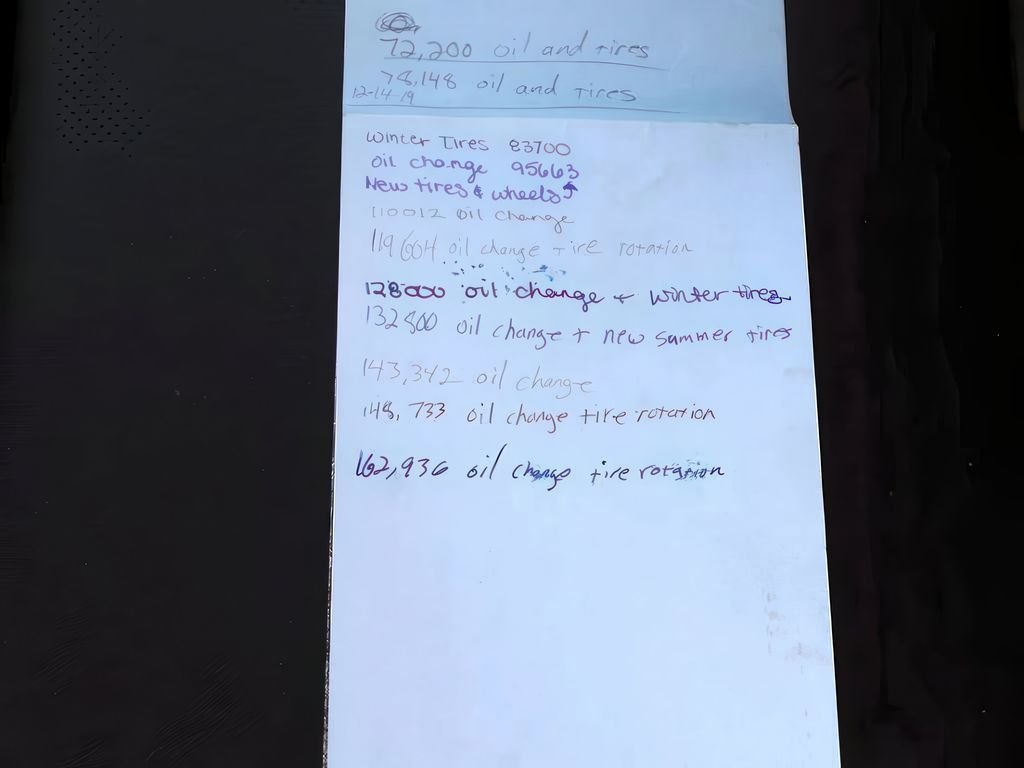 72,200 oil and tires
78,148 oil and tires
12-14-19
Winter Tires 83700
oil change 95663
New tires & wheels ↑
110012 oil change
119604 oil change tire rotation
128000 oil change + winter tires
132800 oil change + new summer tires
143,342 oil change
148,733 oil change tire rotation
162,936 oil change tire rotation